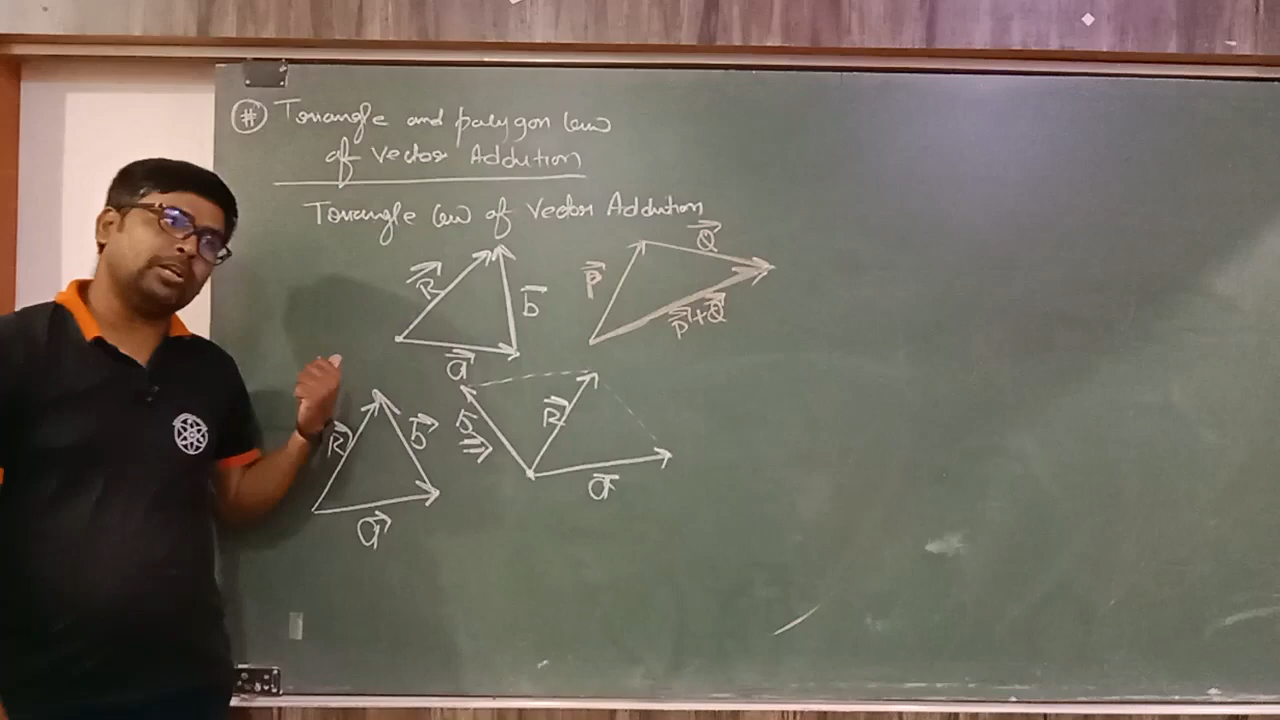 # Triangle and polygon law
of Vector Addition
Triangle law of Vector Addition
R⃗ a⃗ b⃗
P⃗ Q⃗ P⃗+Q⃗
R⃗ b⃗ a⃗
b⃗ ⇒ R⃗ a⃗